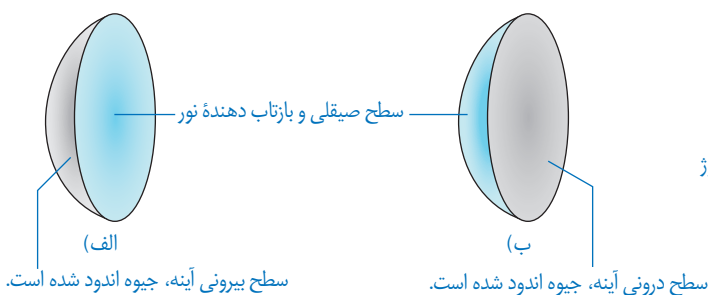 سطح صیقلی و بازتاب دهندهٔ نور
ژ
ب)
الف)
سطح درونی آینه، جیوه اندود شده است.
سطح بیرونی آینه، جیوه اندود شده است.